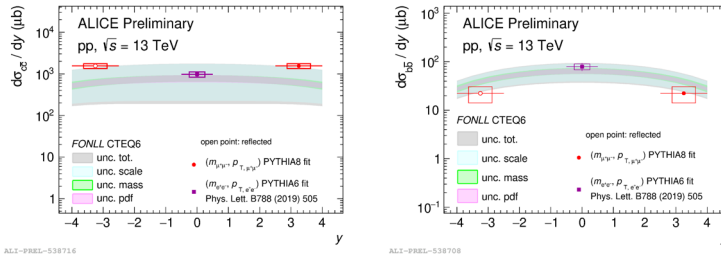 ALICE Preliminary
pp, √s = 13 TeV
dσ_cc̄ / dy (μb)
10⁵
10⁴
10³
10²
10
1
FONLL CTEQ6
unc. tot.
unc. scale
unc. mass
unc. pdf
open point: reflected
(m_μ⁺μ⁻, p_T, μ⁺μ⁻) PYTHIA8 fit
(m_e⁺e⁻, p_T, e⁺e⁻) PYTHIA6 fit
Phys. Lett. B788 (2019) 505
−4 −3 −2 −1 0 1 2 3 4
y
ALI-PREL-538716
ALICE Preliminary
pp, √s = 13 TeV
dσ_bb̄ / dy (μb)
10³
10²
10
1
10⁻¹
FONLL CTEQ6
unc. tot.
unc. scale
unc. mass
unc. pdf
open point: reflected
(m_μ⁺μ⁻, p_T, μ⁺μ⁻) PYTHIA8 fit
(m_e⁺e⁻, p_T, e⁺e⁻) PYTHIA6 fit
Phys. Lett. B788 (2019) 505
−4 −3 −2 −1 0 1 2 3 4
ALI-PREL-538708